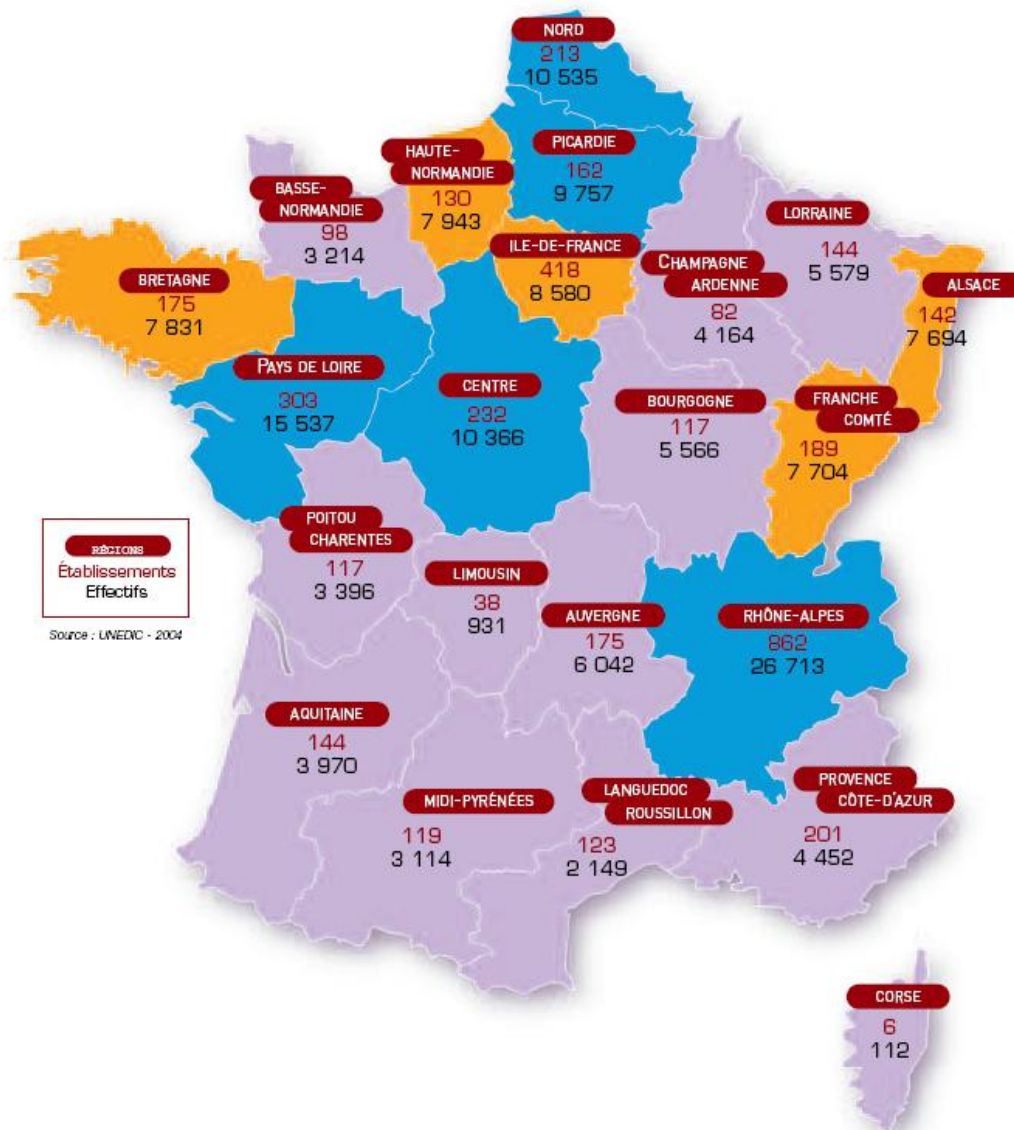 NORD
213
10 535
PICARDIE
162
9 757
HAUTE-
NORMANDIE
130
7 943
BASSE-
NORMANDIE
98
3 214
ILE-DE-FRANCE
418
8 580
CHAMPAGNE
ARDENNE
82
4 164
LORRAINE
144
5 579
ALSACE
142
7 694
BRETAGNE
175
7 831
PAYS DE LOIRE
303
15 537
CENTRE
232
10 366
BOURGOGNE
117
5 566
FRANCHE
COMTÉ
189
7 704
POITOU
CHARENTES
117
3 396
LIMOUSIN
38
931
AUVERGNE
175
6 042
RHÔNE-ALPES
862
26 713
RÉGIONS
Établissements
Effectifs
Source : UNEDIC - 2004
AQUITAINE
144
3 970
MIDI-PYRÉNÉES
119
3 114
LANGUEDOC
ROUSSILLON
123
2 149
PROVENCE
CÔTE-D'AZUR
201
4 452
CORSE
6
112